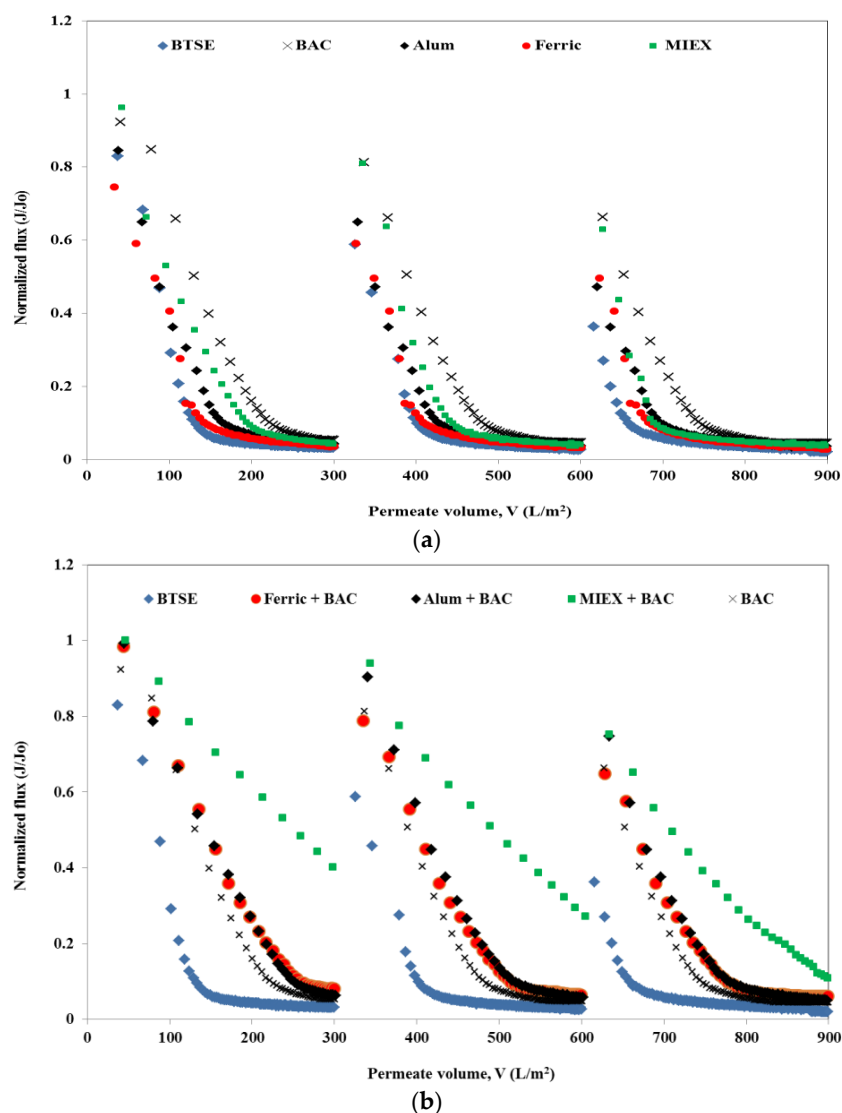 1.2
BTSE BAC Alum Ferric MIEX
1
0.8
0.6
0.4
0.2
0
Normalized flux (J/Jo)
0 100 200 300 400 500 600 700 800 900
Permeate volume, V (L/m²)
(a)
1.2
BTSE Ferric + BAC Alum + BAC MIEX + BAC BAC
1
0.8
0.6
0.4
0.2
0
Normalized flux (J/Jo)
0 100 200 300 400 500 600 700 800 900
Permeate volume, V (L/m²)
(b)